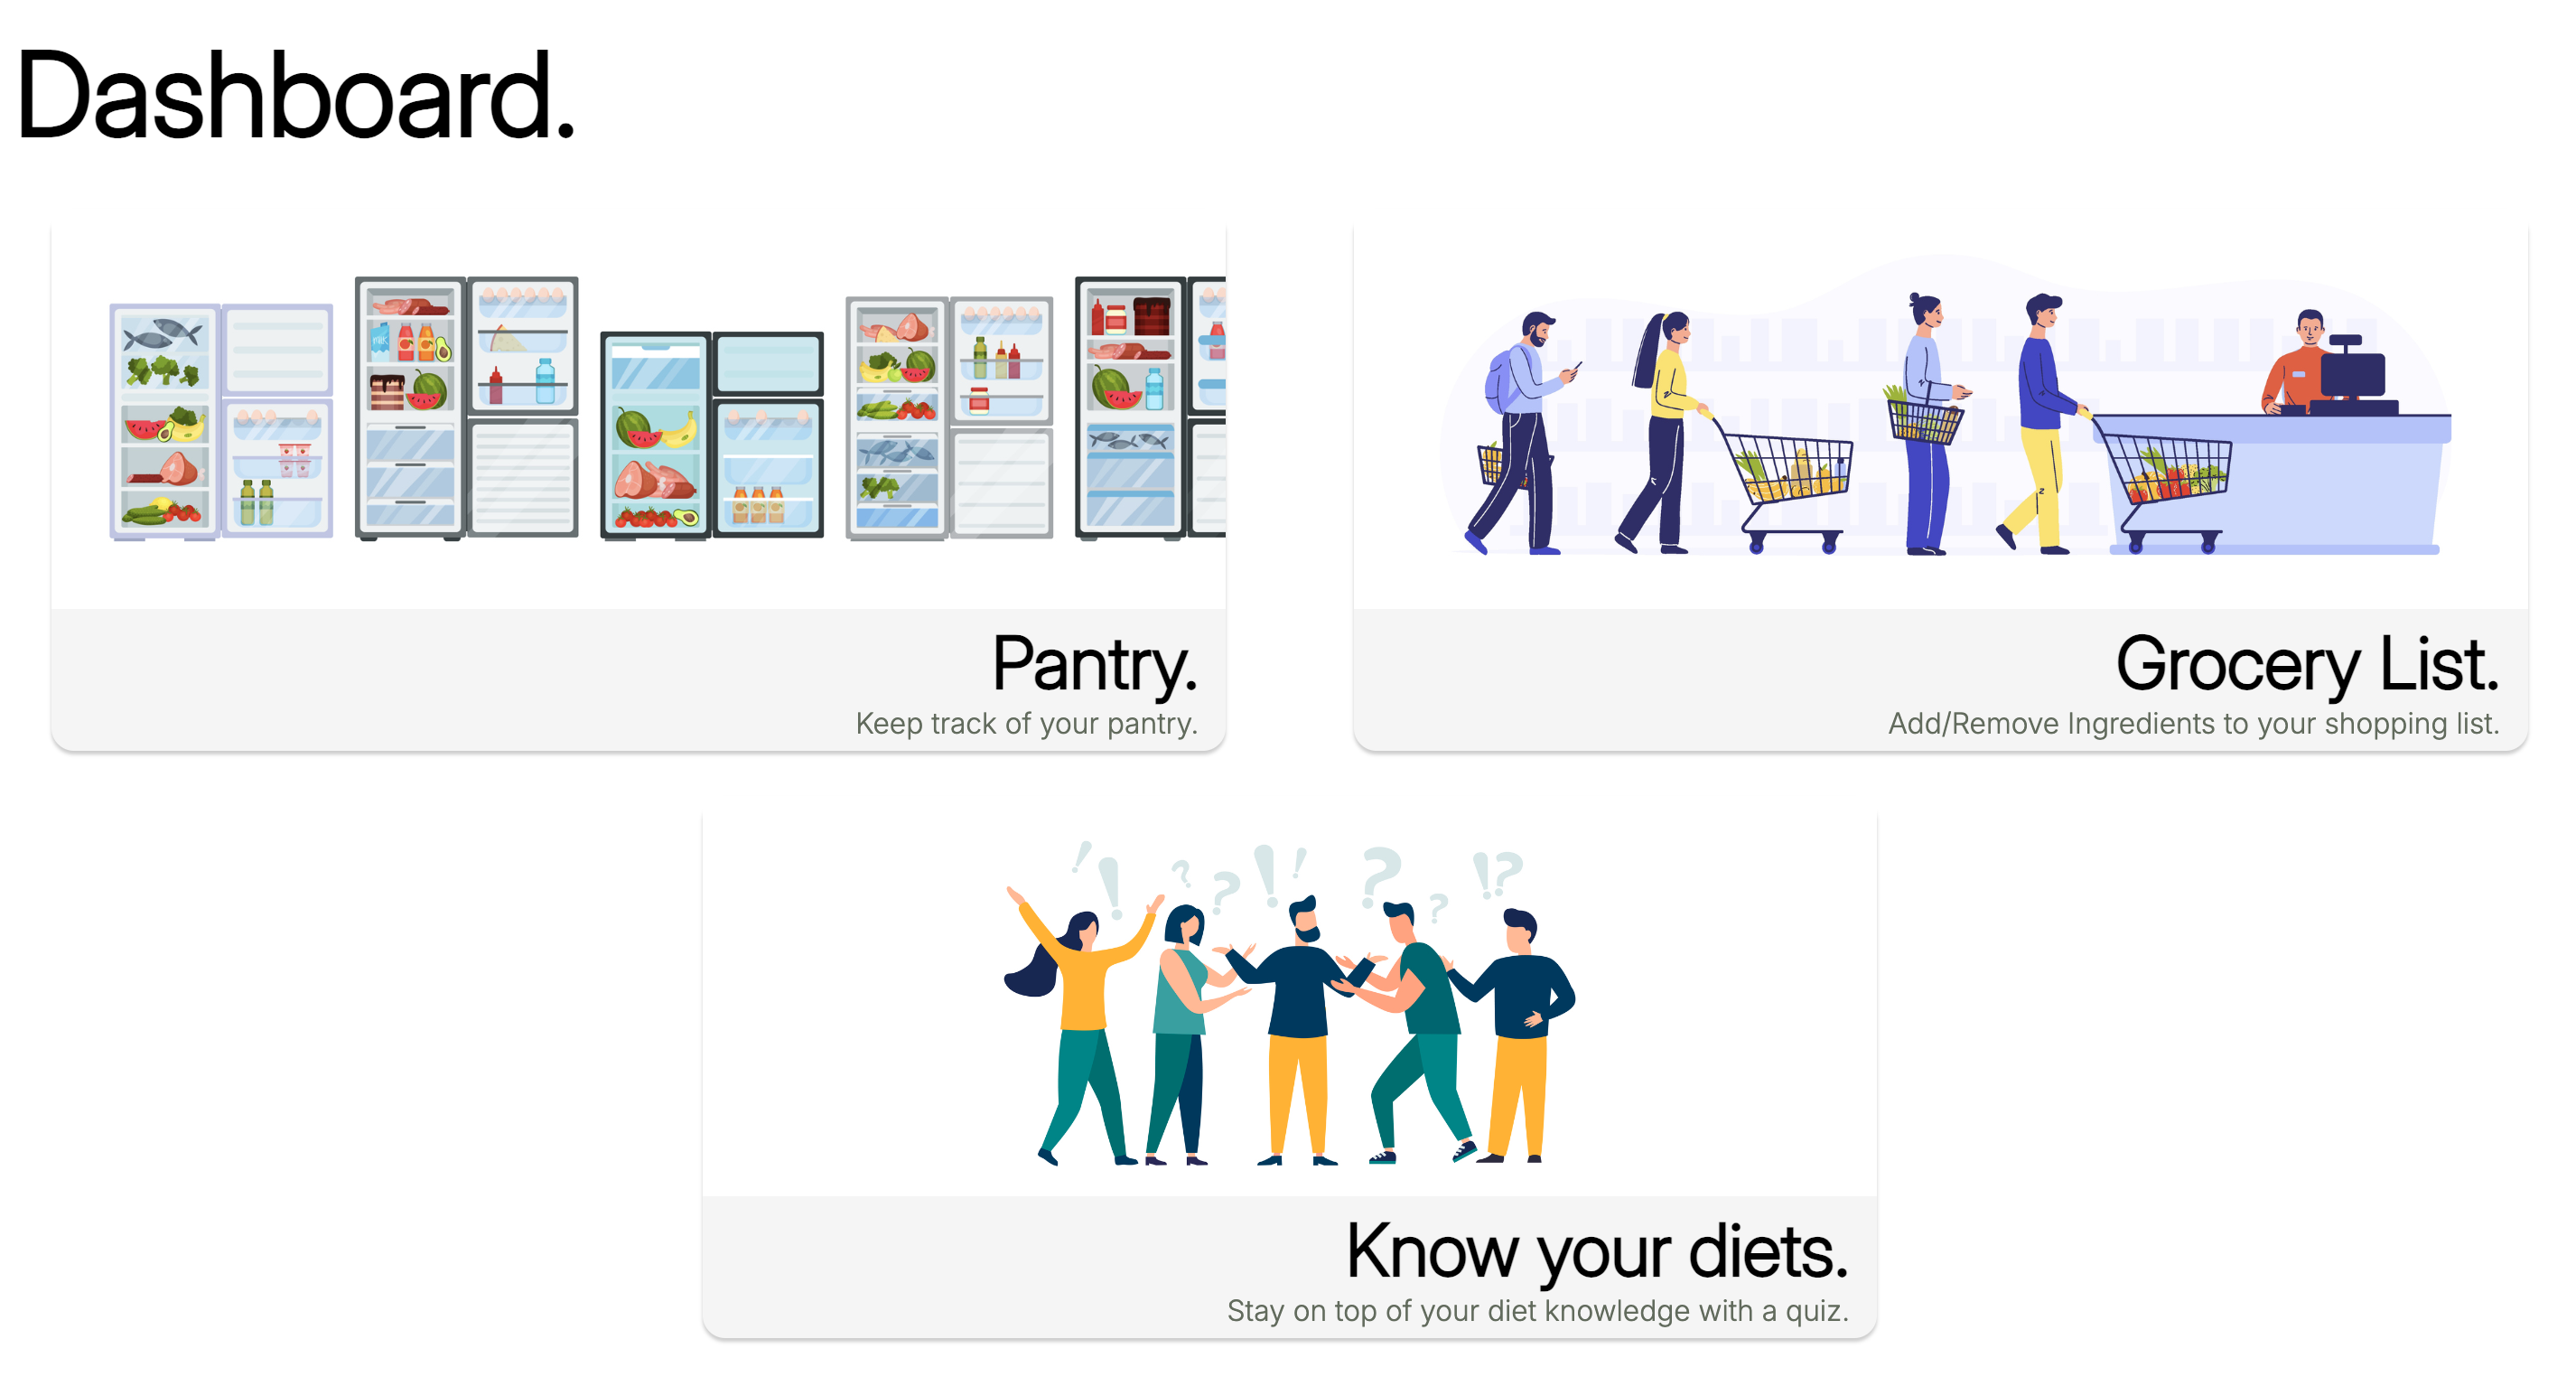 Dashboard.
milk
Pantry.
Keep track of your pantry.
Grocery List.
Add/Remove Ingredients to your shopping list.
! ! ? ? ! ! ? ? !?
Know your diets.
Stay on top of your diet knowledge with a quiz.